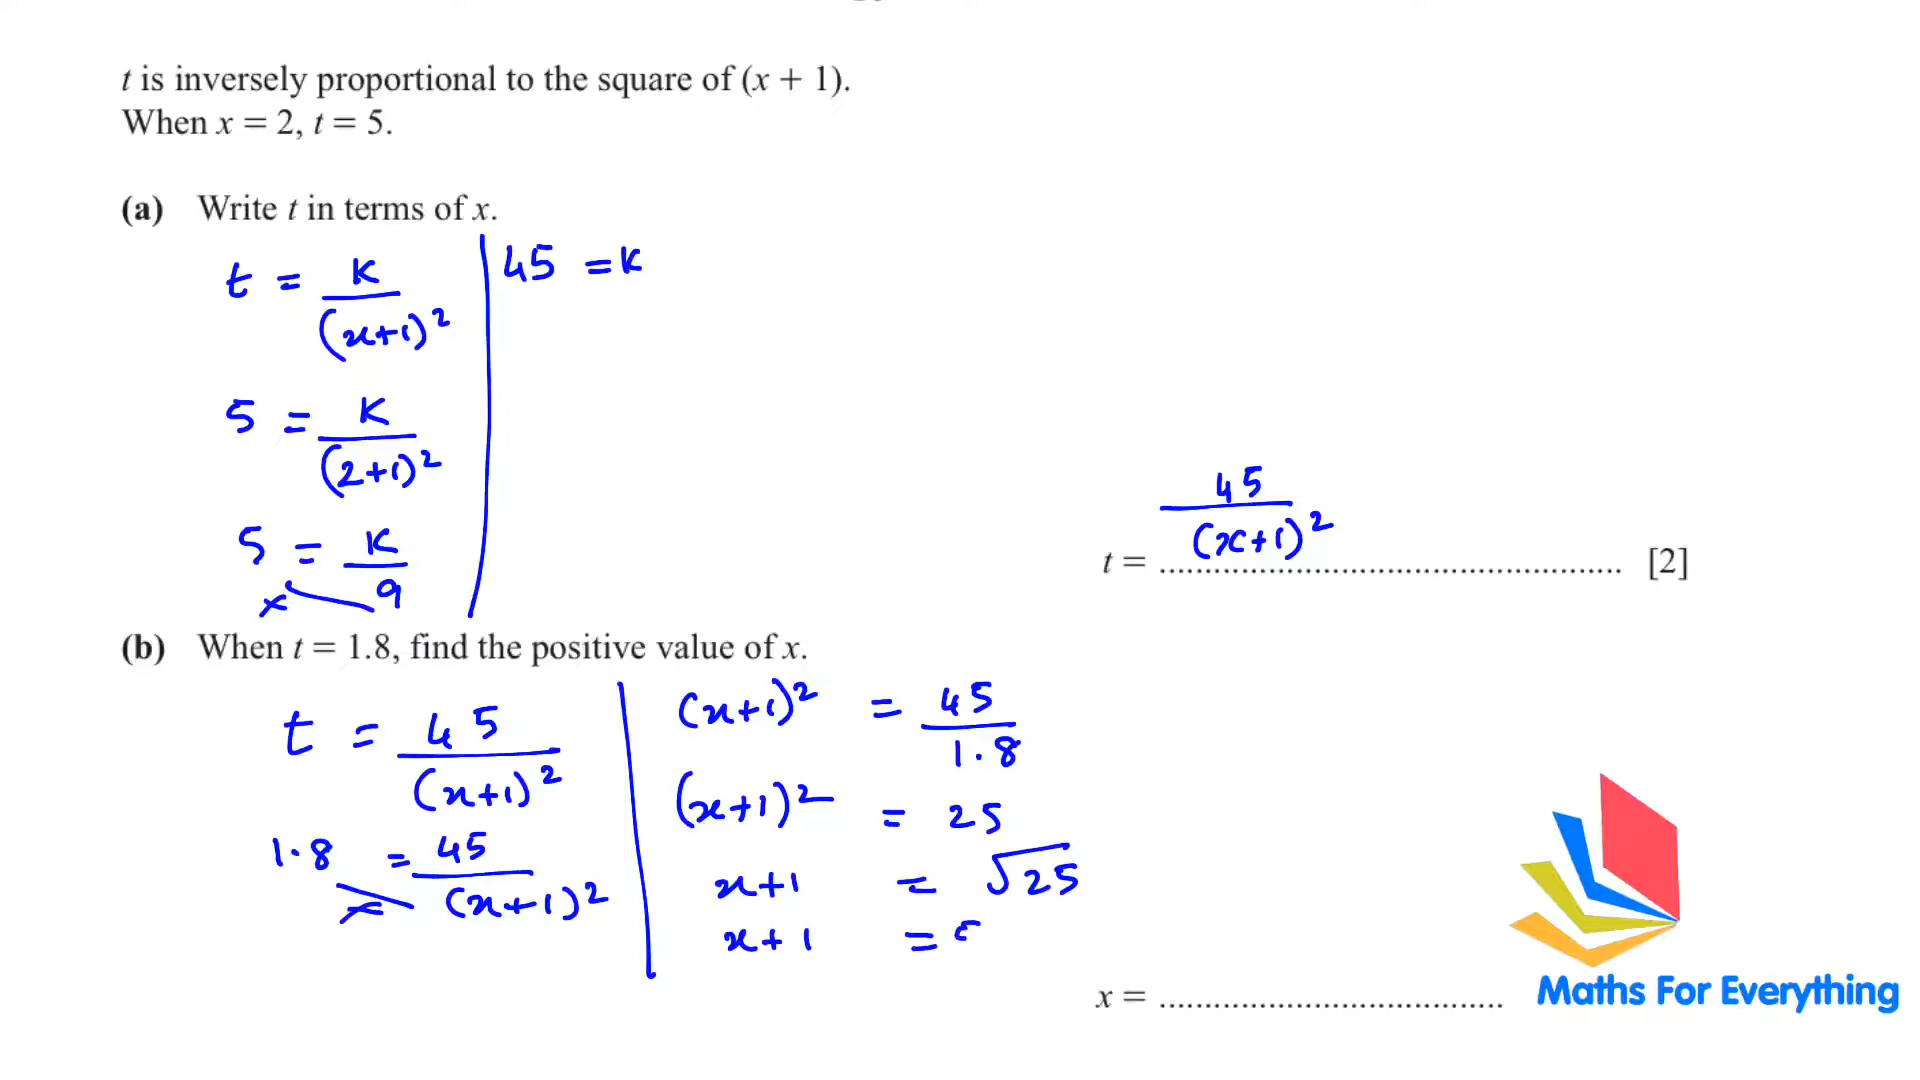 t is inversely proportional to the square of (x + 1).
When x = 2, t = 5.
(a) Write t in terms of x.
t = K/(x+1)²
5 = K/(2+1)²
5 = K/9
×
45 = K
t = 45/(x+1)² ................................................ [2]
(b) When t = 1.8, find the positive value of x.
t = 45/(x+1)²
1.8 = 45/(x+1)²
×
(x+1)² = 45/1.8
(x+1)² = 25
x+1 = √25
x+1 =
x = .....................................
Maths For Everything